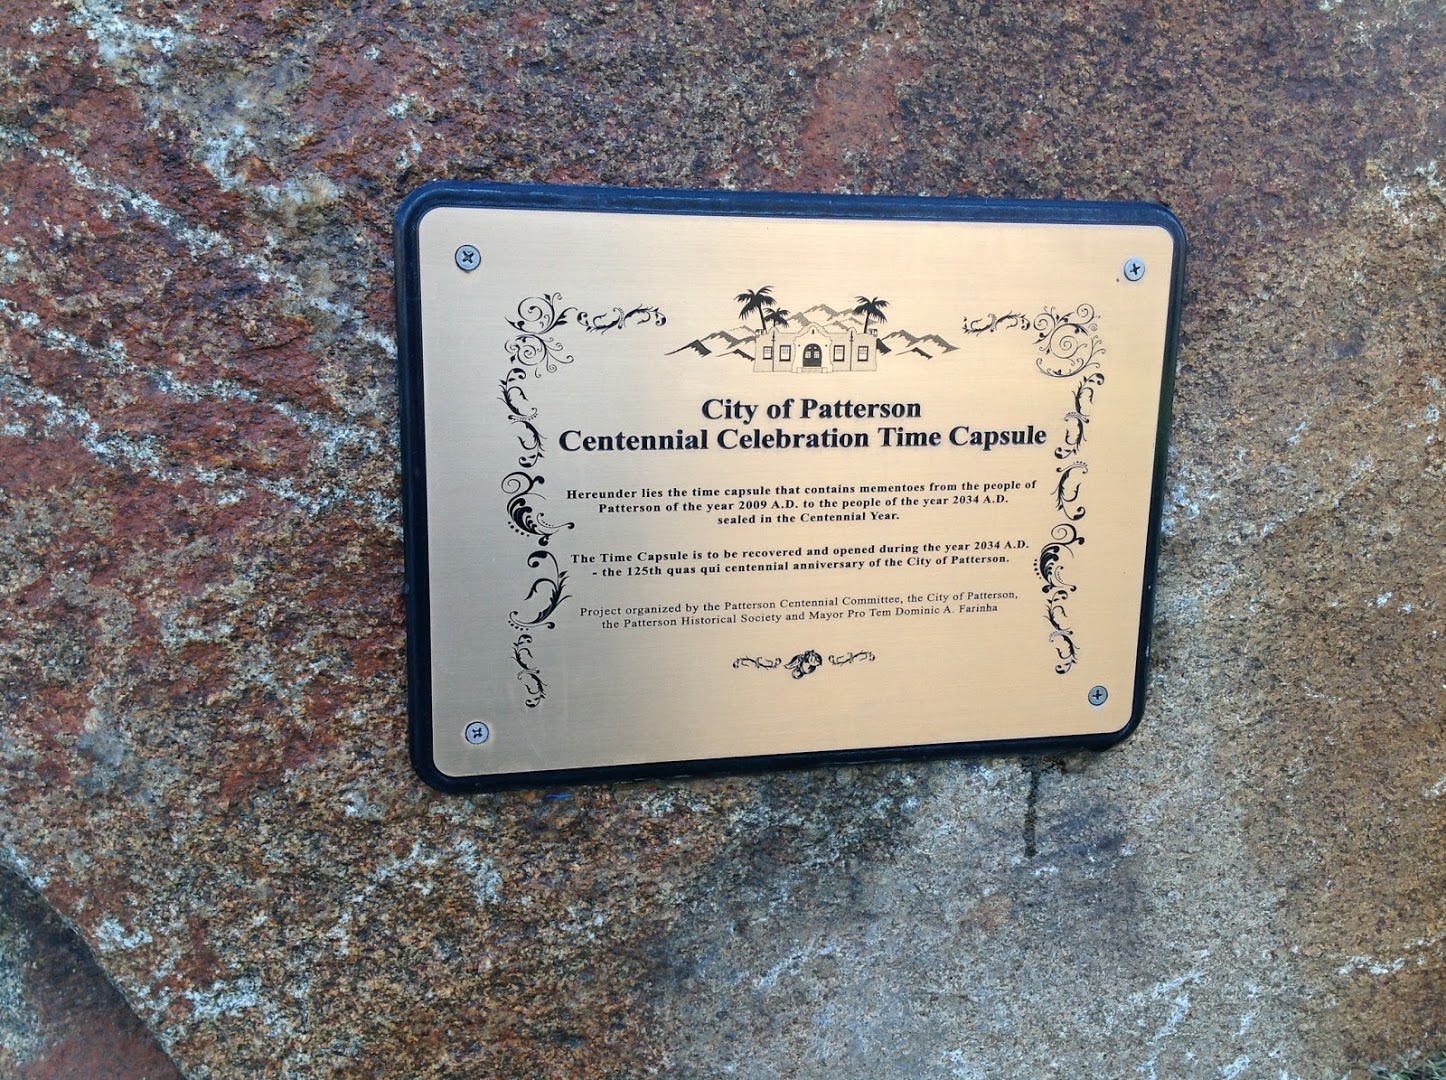 City of Patterson
Centennial Celebration Time Capsule
Hereunder lies the time capsule that contains mementoes from the people of
Patterson of the year 2009 A.D. to the people of the year 2034 A.D.
sealed in the Centennial Year.
The Time Capsule is to be recovered and opened during the year 2034 A.D.
- the 125th quas qui centennial anniversary of the City of Patterson.
Project organized by the Patterson Centennial Committee, the City of Patterson,
the Patterson Historical Society and Mayor Pro Tem Dominic A. Farinha